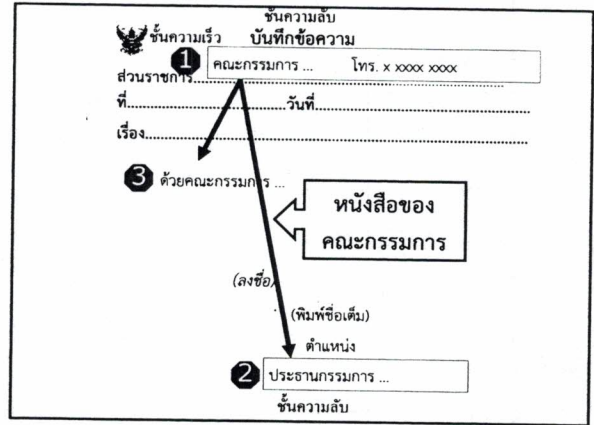 ชั้นความลับ
ชั้นความเร็ว บันทึกข้อความ
1 คณะกรรมการ ... โทร. x xxxx xxxx
ส่วนราชการ
ที่ วันที่
เรื่อง
3 ด้วยคณะกรรมการ ...
หนังสือของ
คณะกรรมการ
(ลงชื่อ)
(พิมพ์ชื่อเต็ม)
ตำแหน่ง
2 ประธานกรรมการ ...
ชั้นความลับ